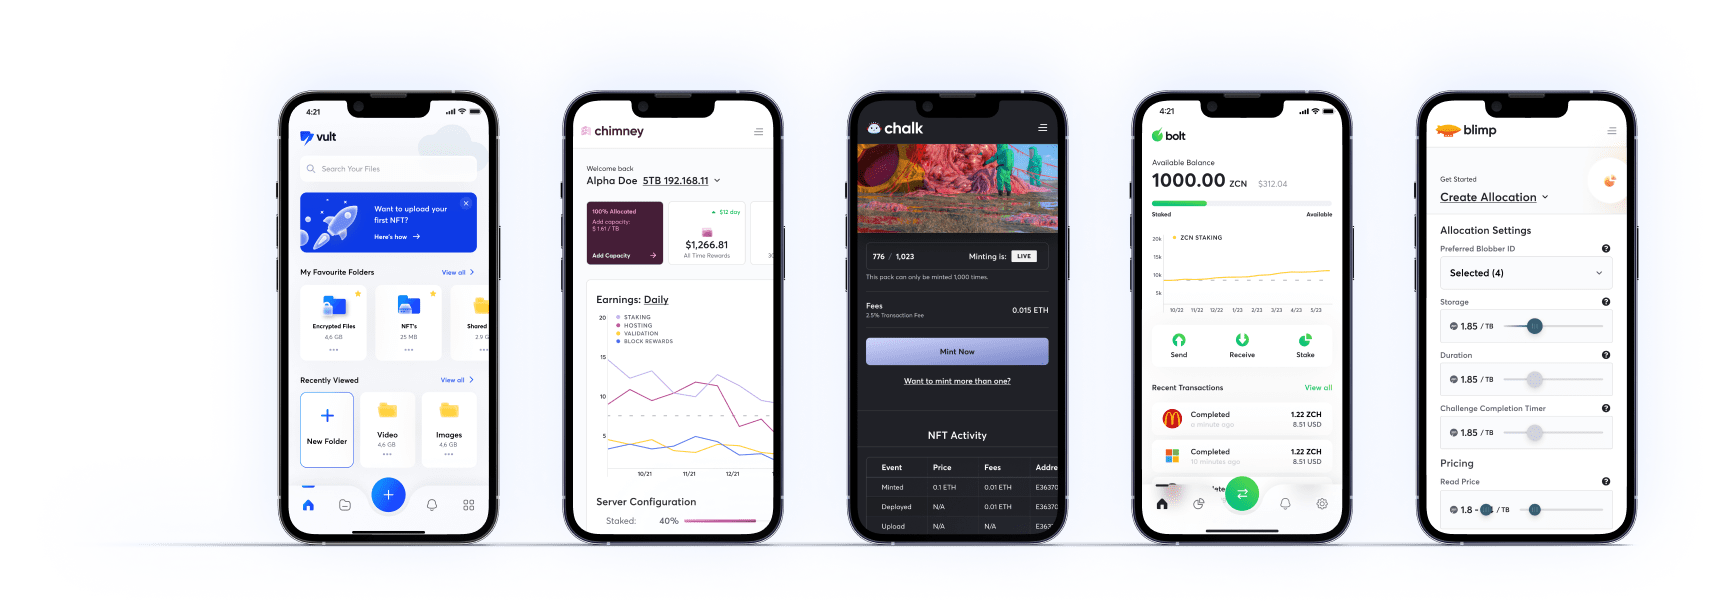 4:21
vult
Search Your Files
Want to upload your
first NFT?
Here's how
My Favourite Folders View all
Encrypted Files NFT's Shared
4,6 GB 25 MB 2.9 G
Recently Viewed View all
New Folder Video Images
4,6 GB 4,6 GB
chimney
Welcome back
Alpha Doe 5TB 192.168.11
100% Allocated
Add capacity:
$ 1.61 / TB
Add Capacity
$12 day
$1,266.81
All Time Rewards
30
Earnings: Daily
STAKING
HOSTING
VALIDATION
BLOCK REWARDS
20
15
10
5
10/21 11/21 12/21
Server Configuration
Staked: 40%
chalk
776 / 1,023 Minting is: LIVE
This pack can only be minted 1,000 times.
Fees
2.5% Transaction Fee
0.015 ETH
Mint Now
Want to mint more than one?
NFT Activity
Event Price Fees Addre
Minted 0.1 ETH 0.01 ETH E36370
Deployed N/A 0.01 ETH E36370
Upload N/A N/A E3637
4:21
bolt
Available Balance
1000.00 ZCN $312.04
Staked Available
ZCN STAKING
20k
15k
10k
5k
10/22 11/22 12/22 1/23 2/23 3/23 4/23 5/23
Send Receive Stake
Recent Transactions View all
Completed 1.22 ZCH
a minute ago 8.51 USD
Completed 1.22 ZCH
10 minutes ago 8.51 USD
blimp
Get Started
Create Allocation
Allocation Settings
Preferred Blobber ID
Selected (4)
Storage
1.85 / TB
Duration
1.85 / TB
Challenge Completion Timer
1.85 / TB
Pricing
Read Price
1.8 - / TB